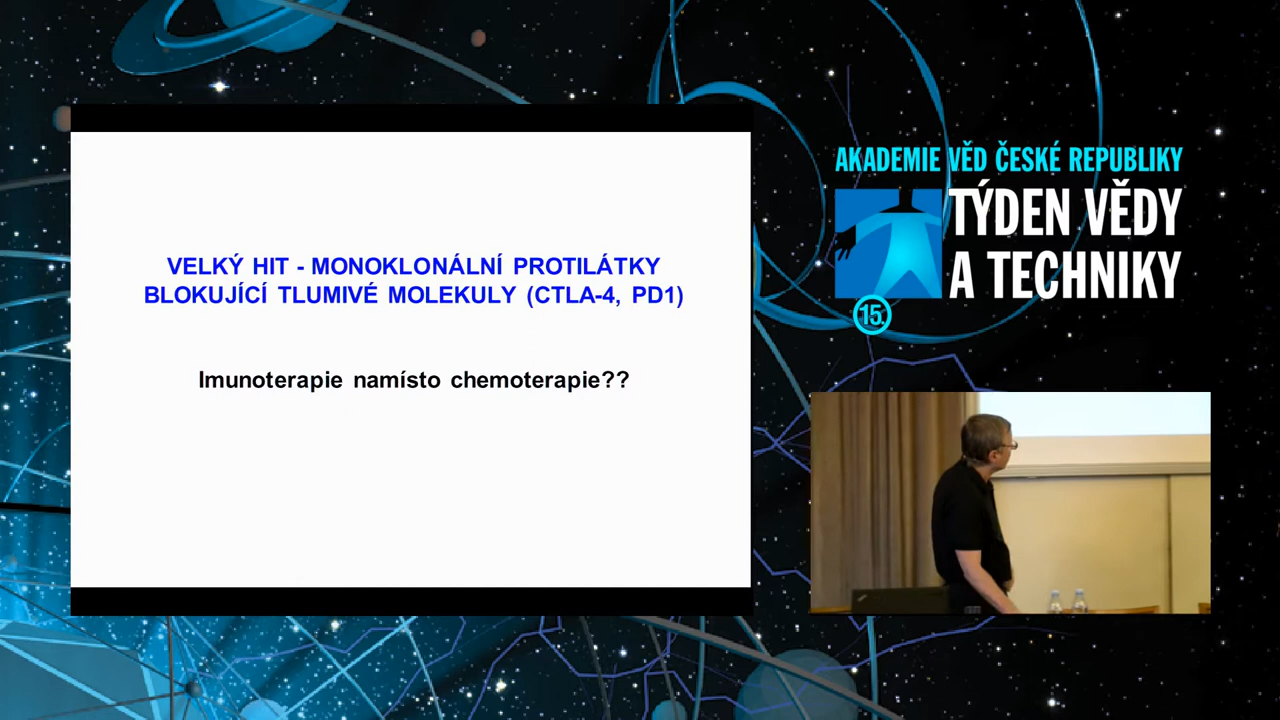 VELKÝ HIT - MONOKLONÁLNÍ PROTILÁTKY
BLOKUJÍCÍ TLUMIVÉ MOLEKULY (CTLA-4, PD1)
Imunoterapie namísto chemoterapie??
AKADEMIE VĚD ČESKÉ REPUBLIKY
TÝDEN VĚDY
A TECHNIKY
15.